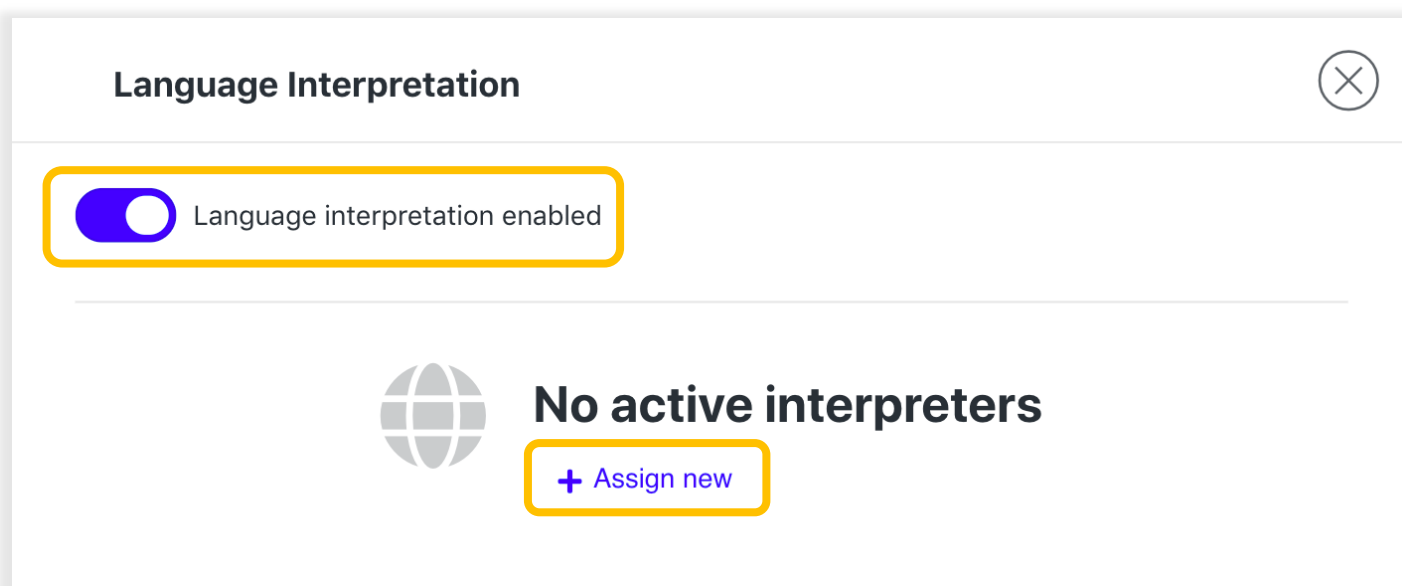 Language Interpretation
Language interpretation enabled
No active interpreters
+ Assign new